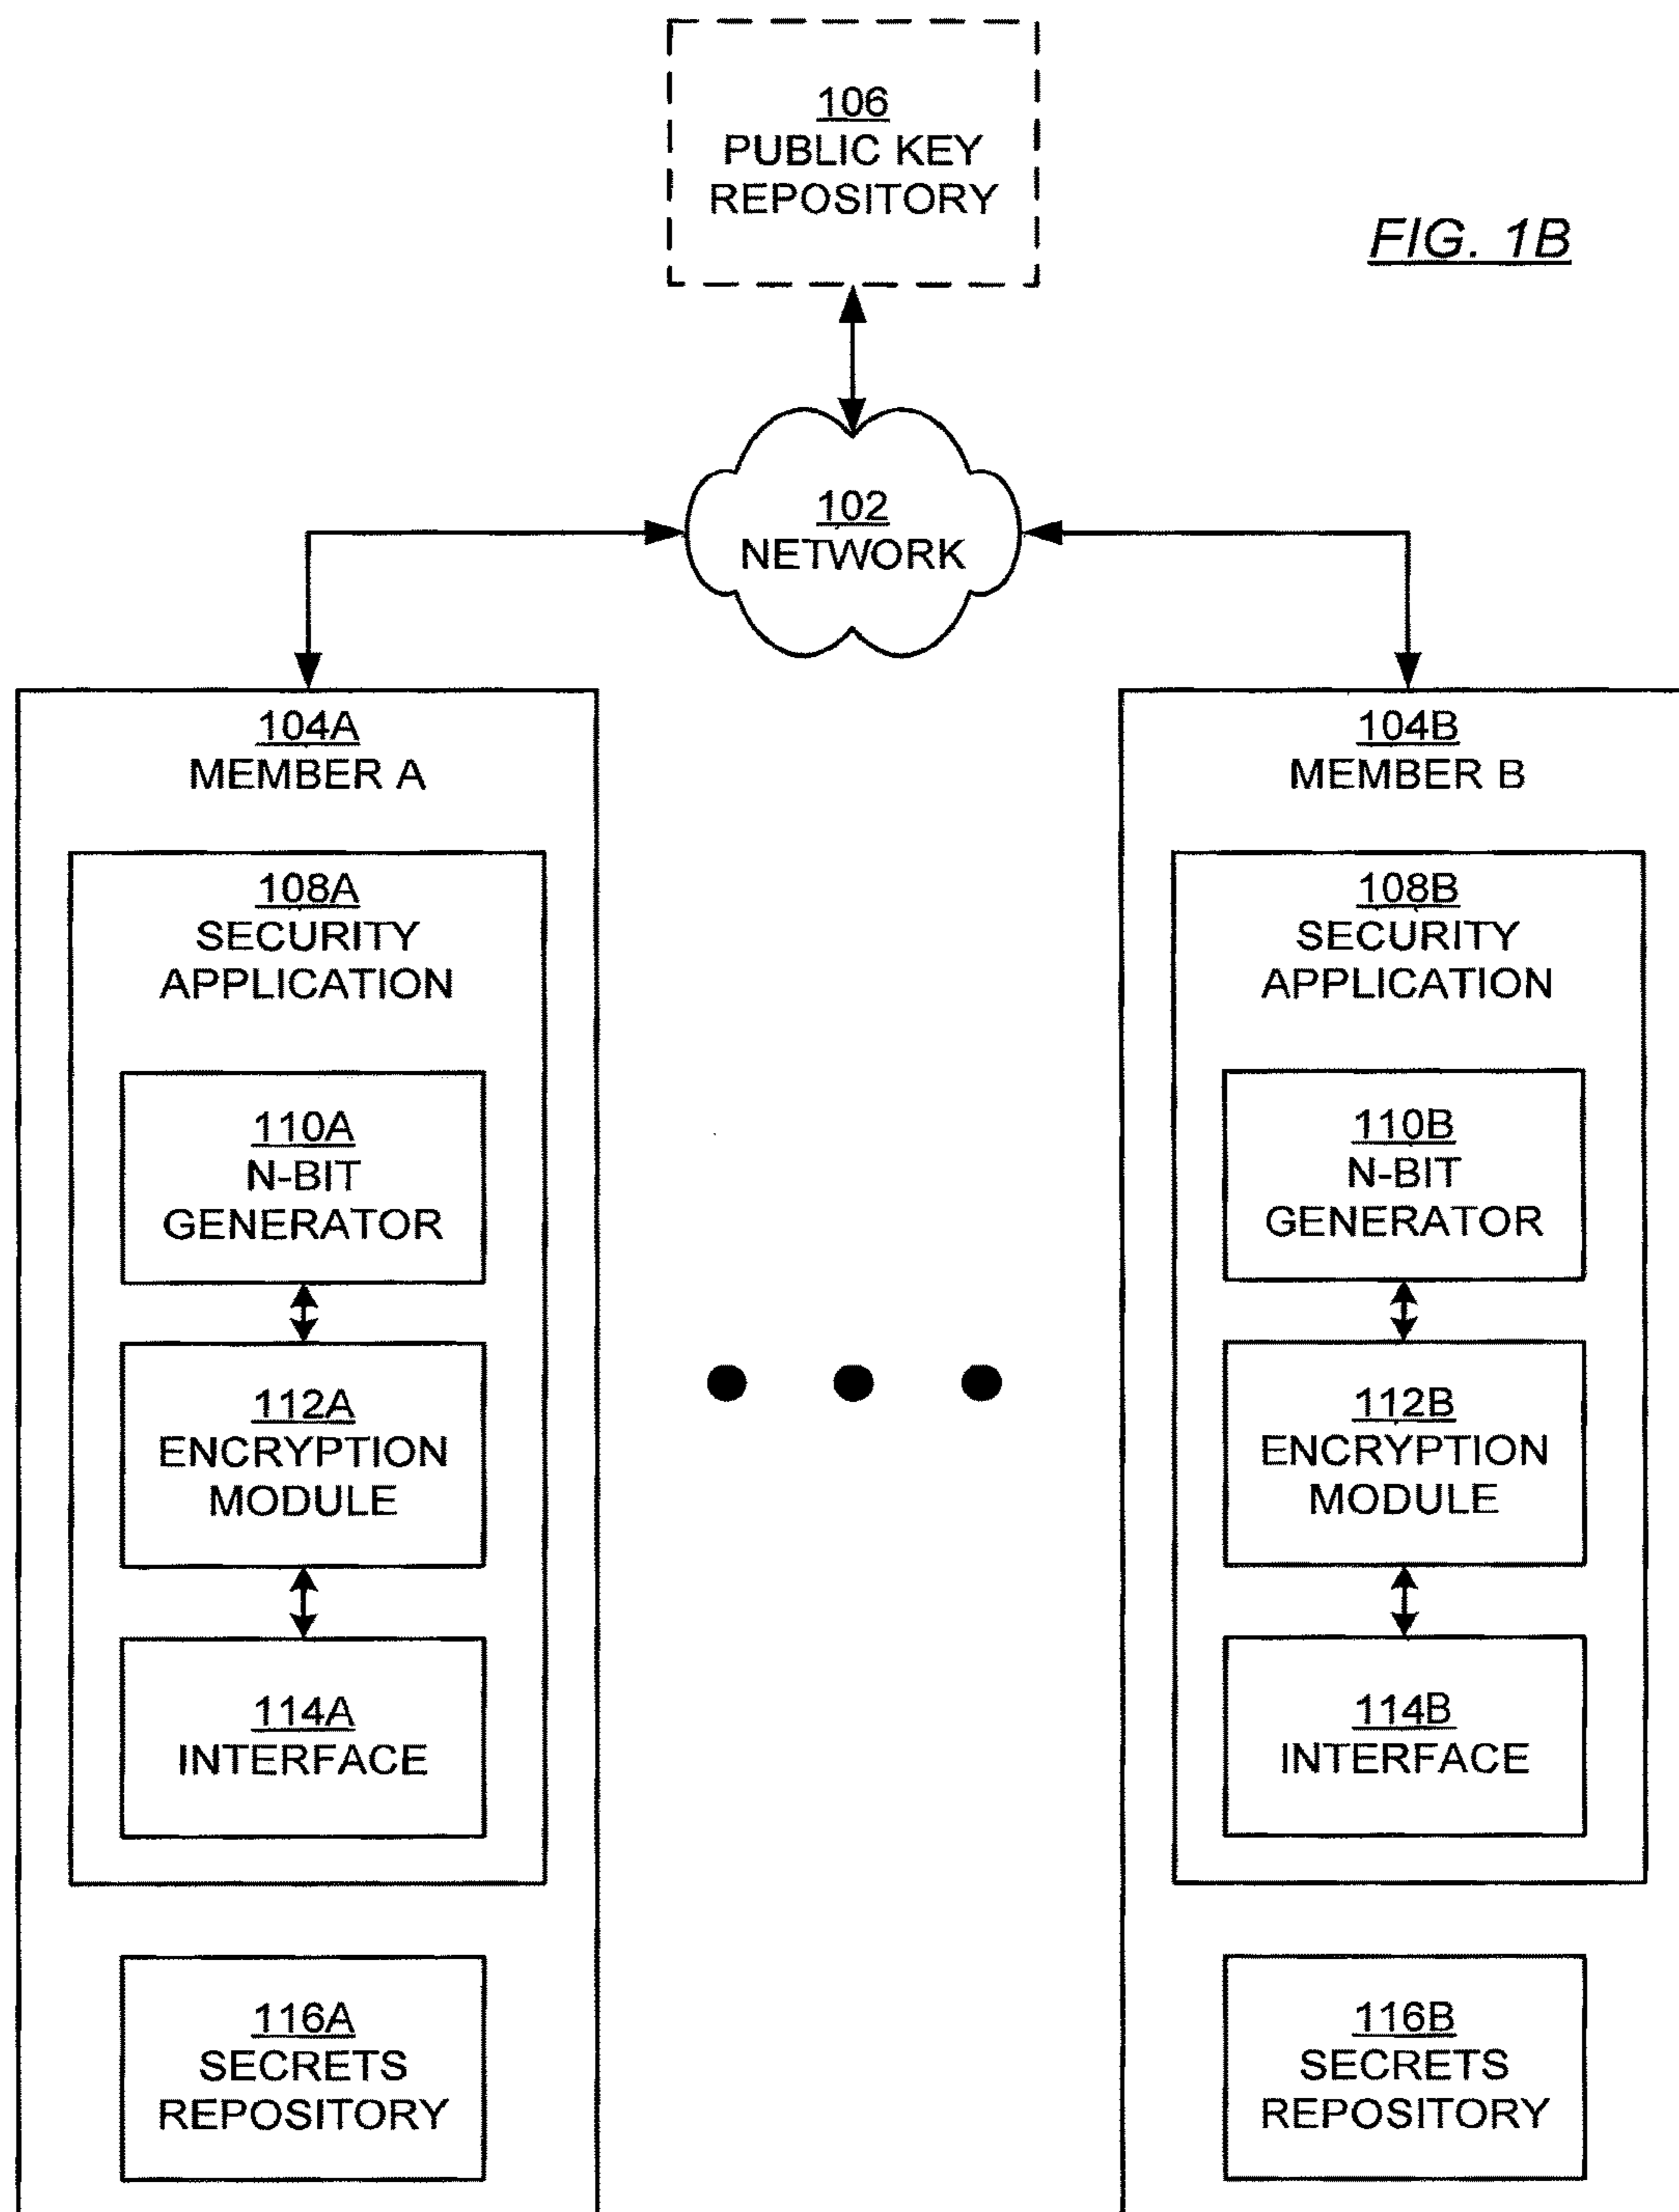 106
PUBLIC KEY
REPOSITORY
FIG. 1B
102
NETWORK
104A
MEMBER A
108A
SECURITY
APPLICATION
110A
N-BIT
GENERATOR
112A
ENCRYPTION
MODULE
114A
INTERFACE
116A
SECRETS
REPOSITORY
104B
MEMBER B
108B
SECURITY
APPLICATION
110B
N-BIT
GENERATOR
112B
ENCRYPTION
MODULE
114B
INTERFACE
116B
SECRETS
REPOSITORY